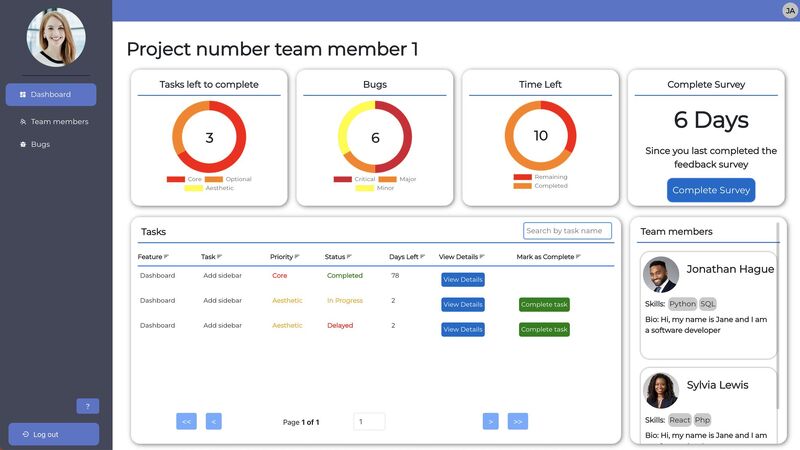 JA
Dashboard
Team members
Bugs
?
Log out
Project number team member 1
Tasks left to complete
3
Core
Optional
Aesthetic
Bugs
6
Critical
Major
Minor
Time Left
10
Remaining
Completed
Complete Survey
6 Days
Since you last completed the
feedback survey
Complete Survey
Tasks
Search by task name
Feature Task Priority Status Days Left View Details Mark as Complete
Dashboard Add sidebar Core Completed 78 View Details
Dashboard Add sidebar Aesthetic In Progress 2 View Details Complete task
Dashboard Add sidebar Aesthetic Delayed 2 View Details Complete task
<< < Page 1 of 1 1 > >>
Team members
Jonathan Hague
Skills: Python SQL
Bio: Hi, my name is Jane and I am
a software developer
Sylvia Lewis
Skills: React Php
Bio: Hi, my name is Jane and I am